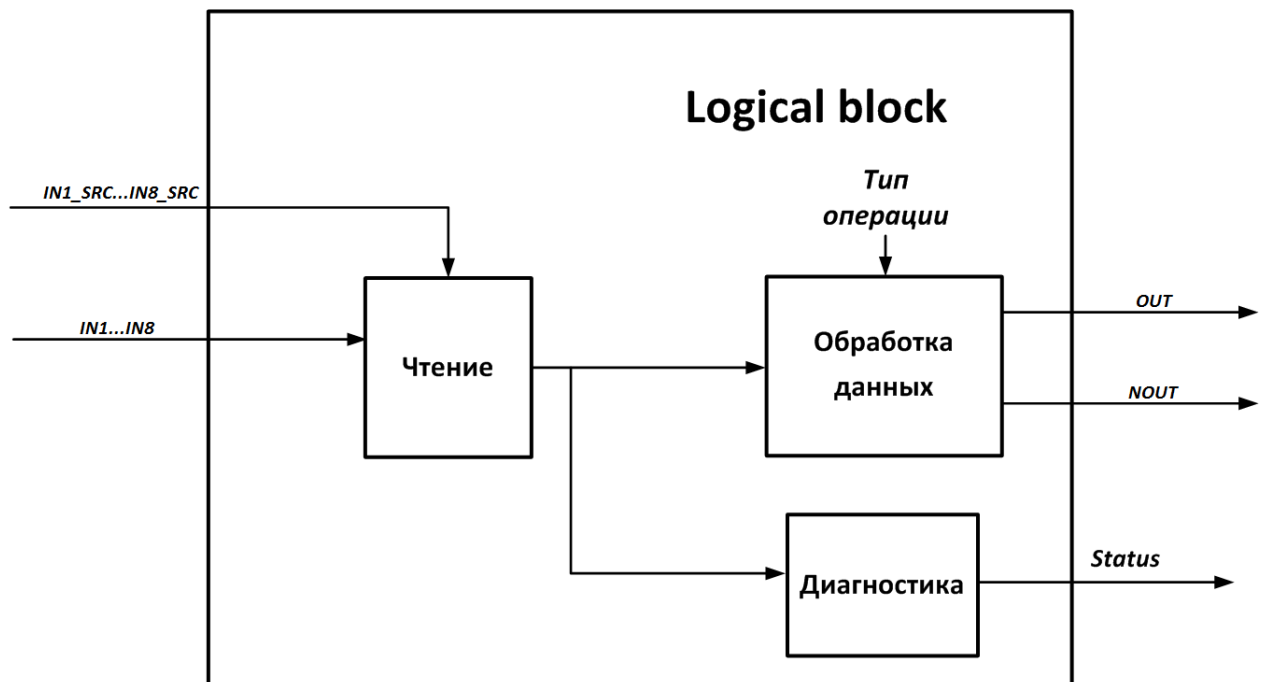 Logical block
IN1_SRC...IN8_SRC
Тип
операции
IN1...IN8
OUT
Чтение
Обработка
данных
NOUT
Status
Диагностика